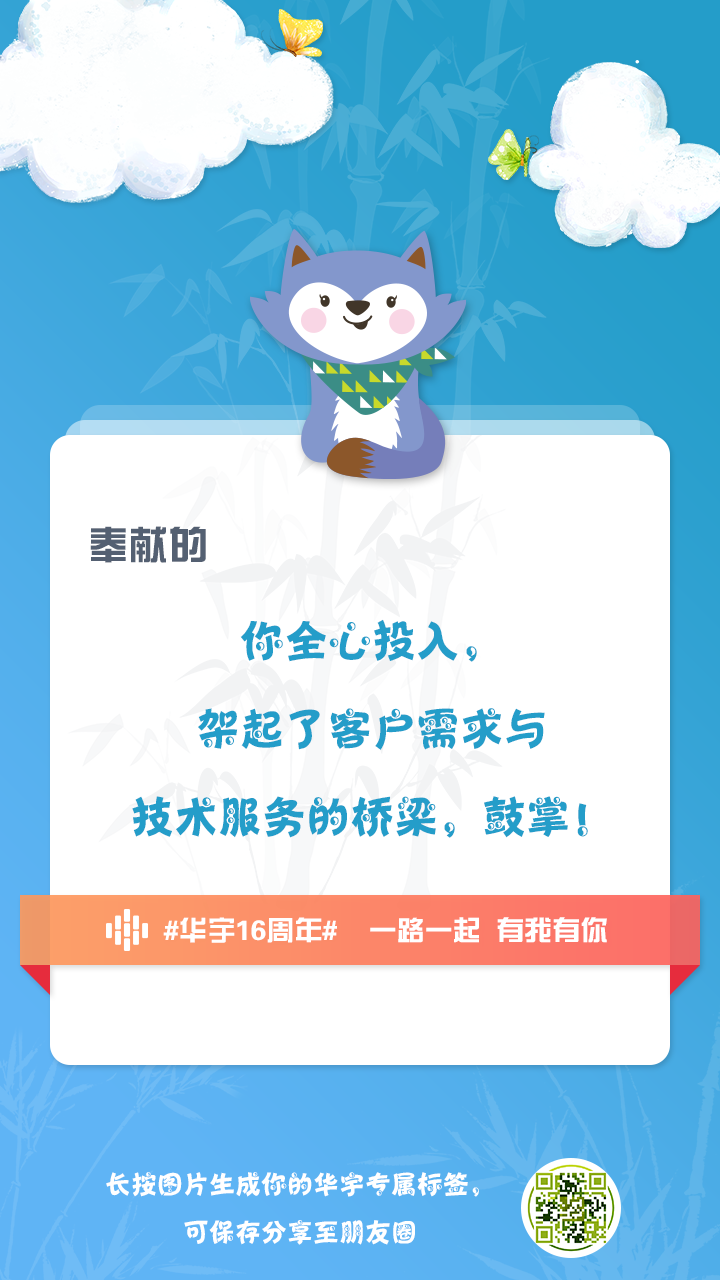 奉献的
你全心投入，
架起了客户需求与
技术服务的桥梁，鼓掌！
#华宇16周年# 一路一起 有我有你
长按图片生成你的华宇专属标签，
可保存分享至朋友圈